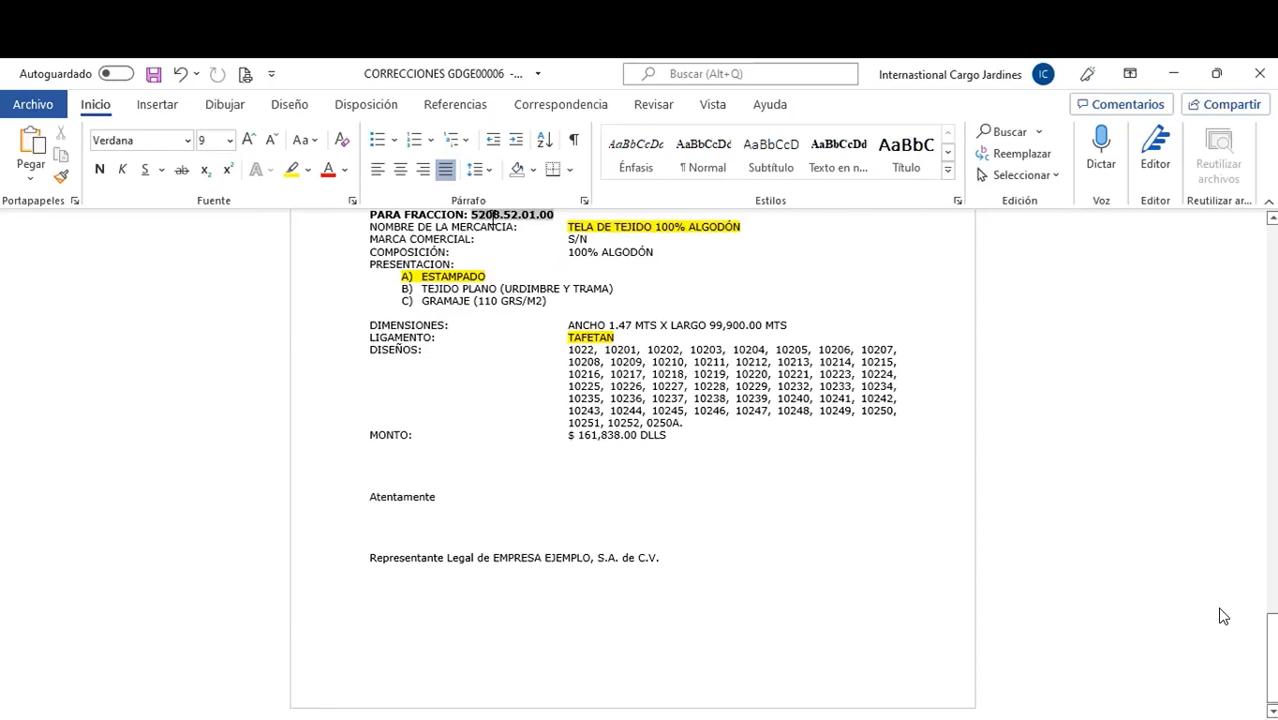 Autoguardado CORRECCIONES GDGE00006 -... Buscar (Alt+Q) Internastional Cargo Jardines IC
Archivo Inicio Insertar Dibujar Diseño Disposición Referencias Correspondencia Revisar Vista Ayuda Comentarios Compartir
Pegar Verdana 9 Aa
N K S ab x₂ x² A A
AaBbCcDc AaBbCcDc AaBbCcD AaBbCcDd AaBbC
Énfasis ¶ Normal Subtítulo Texto en n... Título
Buscar
Reemplazar
Seleccionar
Dictar Editor Reutilizar archivos
Portapapeles Fuente Párrafo Estilos Edición Voz Editor Reutilizar ar...
PARA FRACCION: 5208.52.01.00
NOMBRE DE LA MERCANCIA: TELA DE TEJIDO 100% ALGODÓN
MARCA COMERCIAL: S/N
COMPOSICIÓN: 100% ALGODÓN
PRESENTACION:
A) ESTAMPADO
B) TEJIDO PLANO (URDIMBRE Y TRAMA)
C) GRAMAJE (110 GRS/M2)
DIMENSIONES: ANCHO 1.47 MTS X LARGO 99,900.00 MTS
LIGAMENTO: TAFETAN
DISEÑOS: 1022, 10201, 10202, 10203, 10204, 10205, 10206, 10207,
10208, 10209, 10210, 10211, 10212, 10213, 10214, 10215,
10216, 10217, 10218, 10219, 10220, 10221, 10223, 10224,
10225, 10226, 10227, 10228, 10229, 10232, 10233, 10234,
10235, 10236, 10237, 10238, 10239, 10240, 10241, 10242,
10243, 10244, 10245, 10246, 10247, 10248, 10249, 10250,
10251, 10252, 0250A.
MONTO: $ 161,838.00 DLLS
Atentamente
Representante Legal de EMPRESA EJEMPLO, S.A. de C.V.